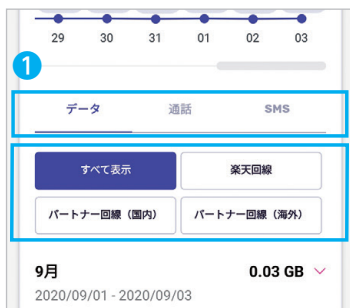 29 30 31 01 02 03
1
データ 通話 SMS
すべて表示 楽天回線
パートナー回線（国内） パートナー回線（海外）
9月 0.03 GB
2020/09/01 - 2020/09/03